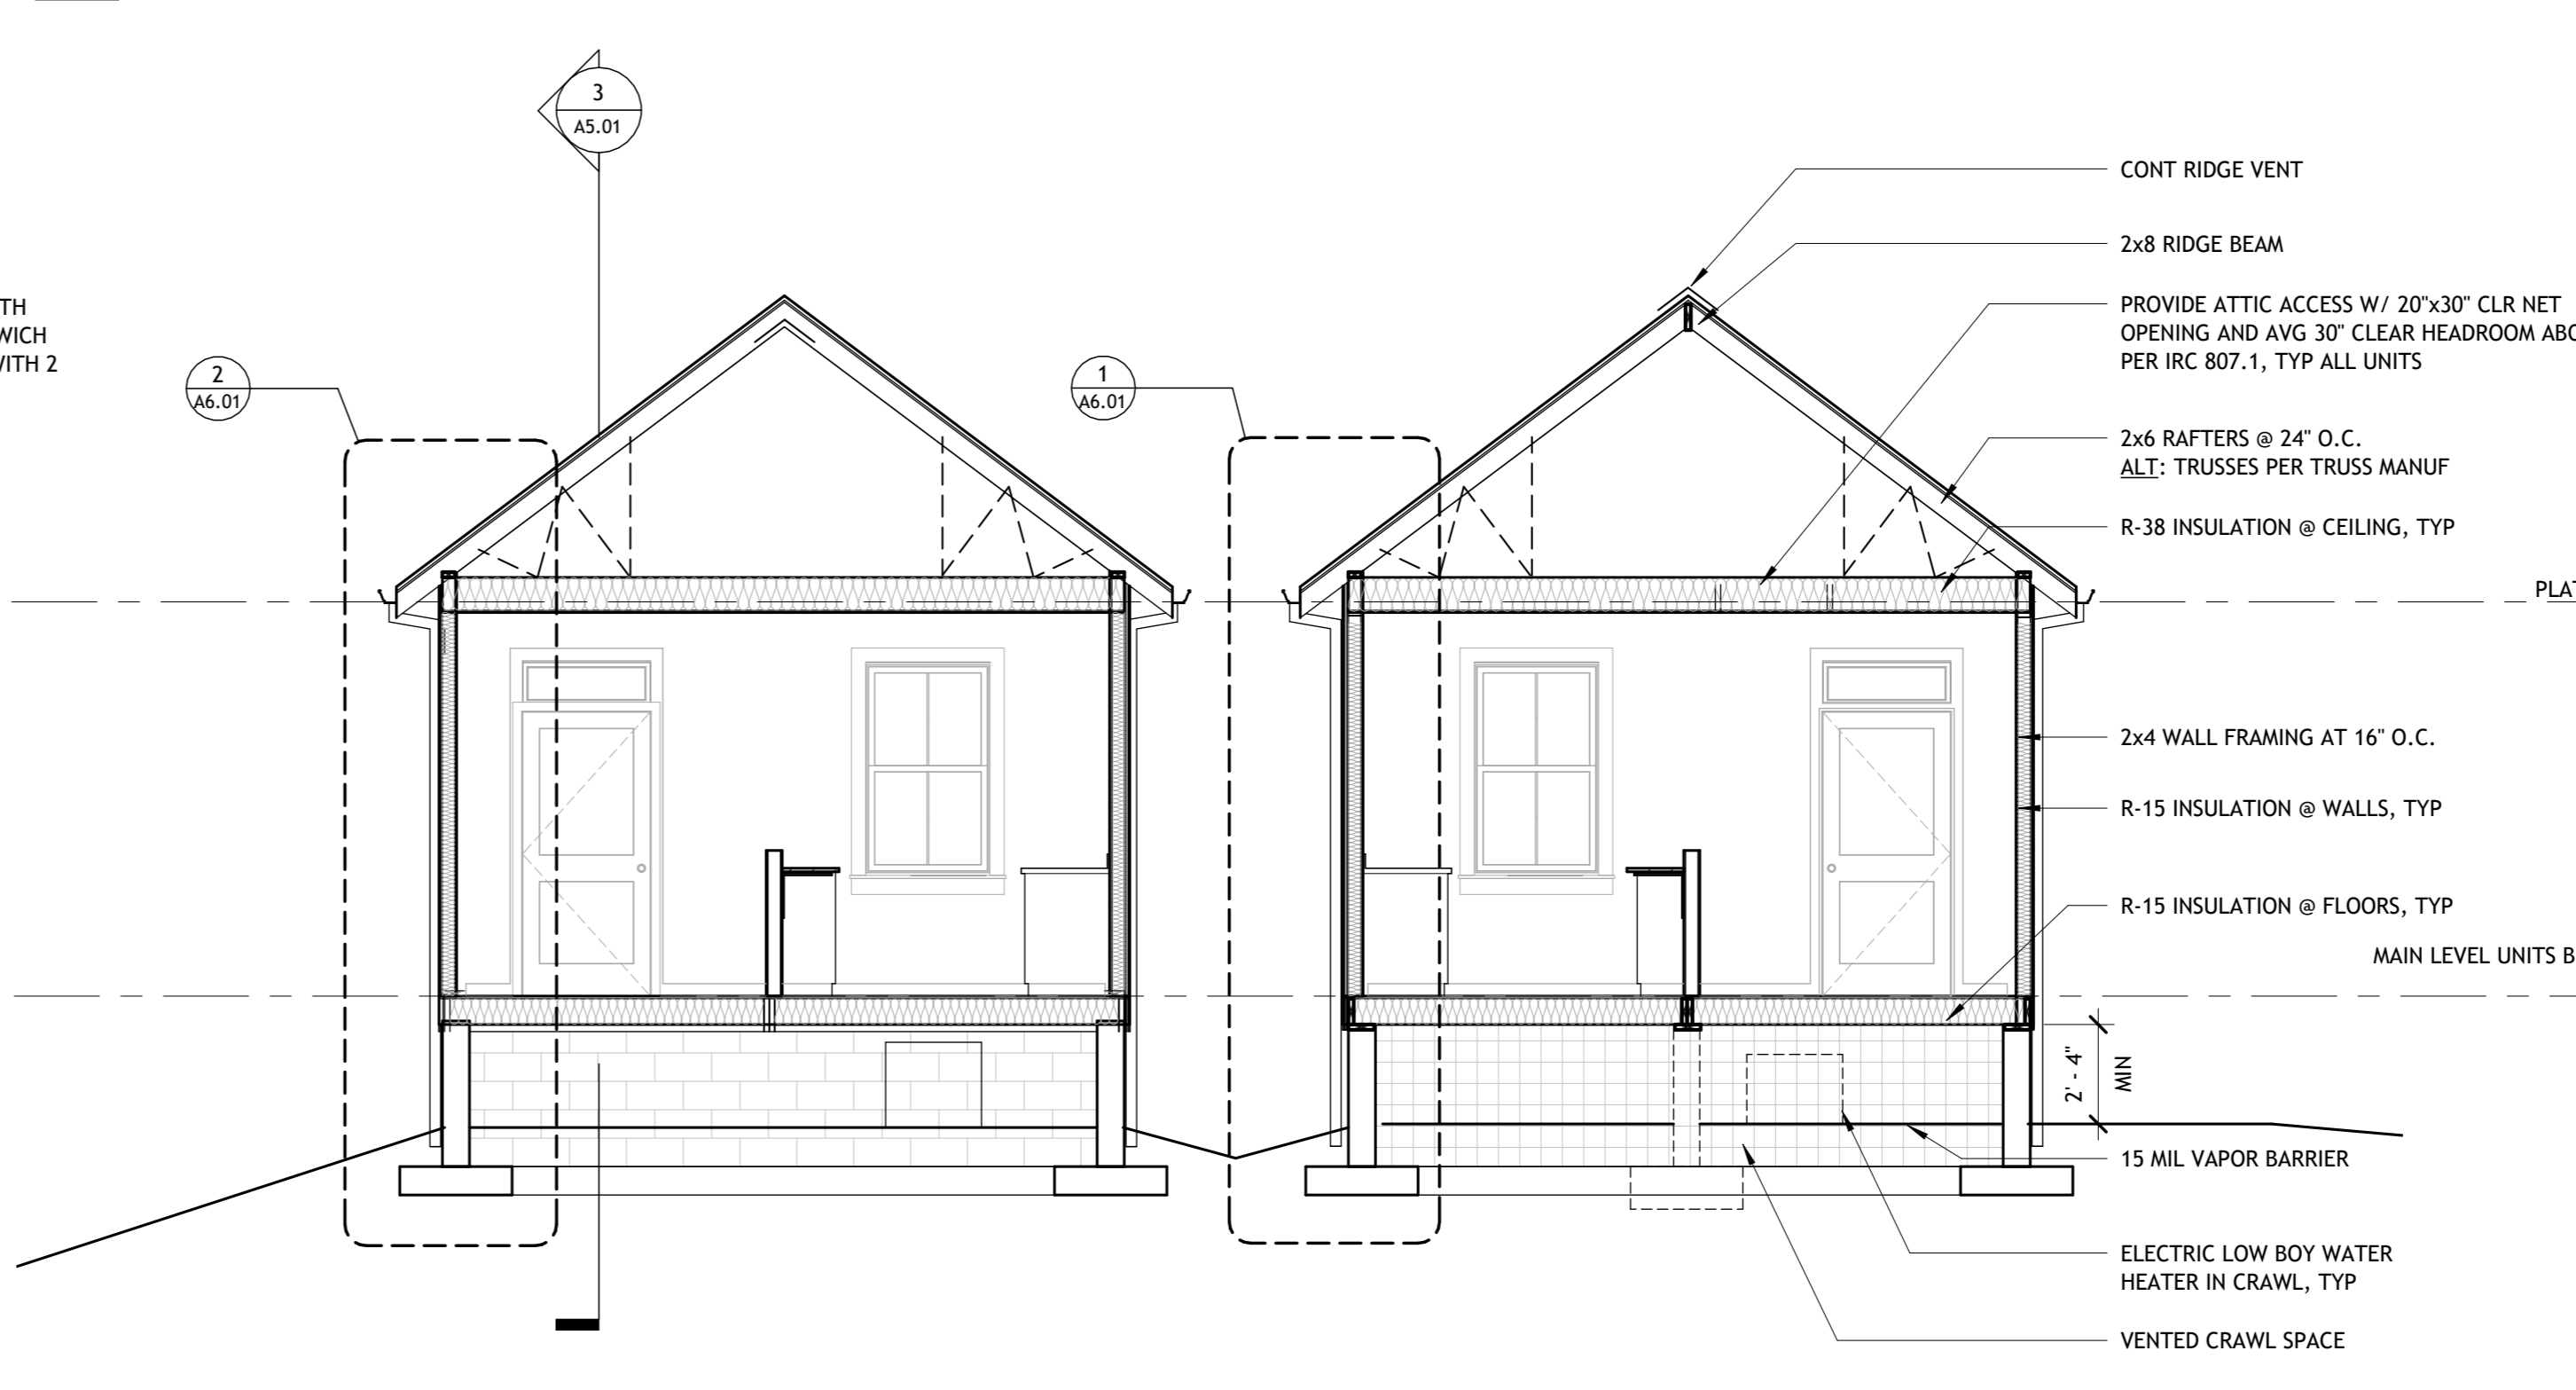 3
A5.01
TH
WICH
WITH 2
2
A6.01
1
A6.01
CONT RIDGE VENT
2x8 RIDGE BEAM
PROVIDE ATTIC ACCESS W/ 20"x30" CLR NET
OPENING AND AVG 30" CLEAR HEADROOM ABO
PER IRC 807.1, TYP ALL UNITS
2x6 RAFTERS @ 24" O.C.
ALT: TRUSSES PER TRUSS MANUF
R-38 INSULATION @ CEILING, TYP
PLAT
2x4 WALL FRAMING AT 16" O.C.
R-15 INSULATION @ WALLS, TYP
R-15 INSULATION @ FLOORS, TYP
MAIN LEVEL UNITS B
2' - 4"
MIN
15 MIL VAPOR BARRIER
ELECTRIC LOW BOY WATER
HEATER IN CRAWL, TYP
VENTED CRAWL SPACE